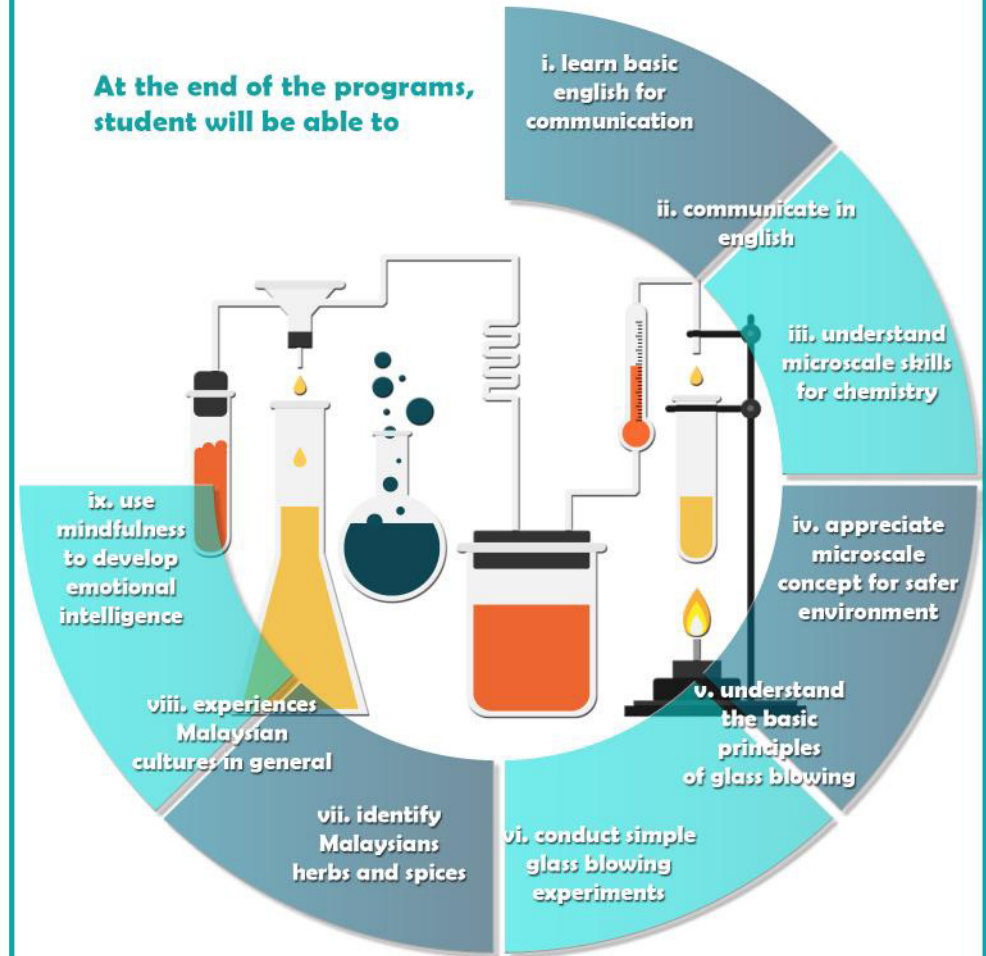 At the end of the programs,
student will be able to
i. learn basic
english for
communication
ii. communicate in
english
iii. understand
microscale skills
for chemistry
iv. appreciate
microscale
concept for safer
environment
v. understand
the basic
principles
of glass blowing
vi. conduct simple
glass blowing
experiments
vii. identify
Malaysians
herbs and spices
viii. experiences
Malaysian
cultures in general
ix. use
mindfulness
to develop
emotional
intelligence